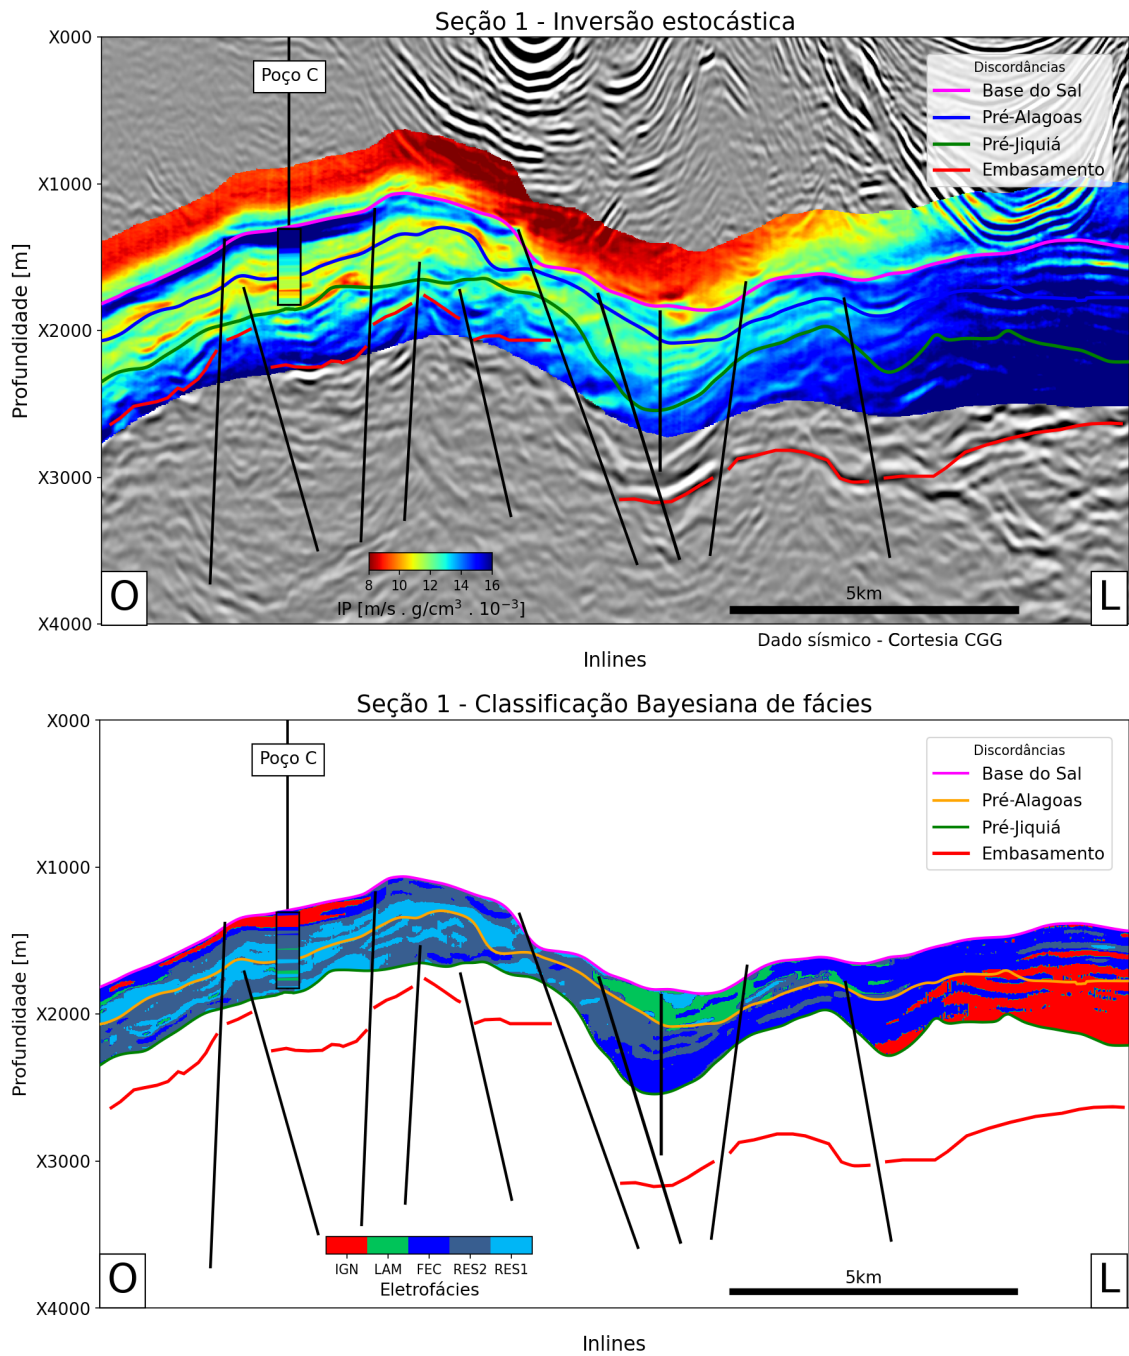 Seção 1 - Inversão estocástica
X000
X1000
X2000
X3000
X4000
Profundidade [m]
Poço C
Discordâncias
Base do Sal
Pré-Alagoas
Pré-Jiquiá
Embasamento
8 10 12 14 16
IP [m/s . g/cm³ . 10⁻³]
O
L
5km
Dado sísmico - Cortesia CGG
Inlines
Seção 1 - Classificação Bayesiana de fácies
X000
X1000
X2000
X3000
X4000
Profundidade [m]
Poço C
Discordâncias
Base do Sal
Pré-Alagoas
Pré-Jiquiá
Embasamento
IGN LAM FEC RES2 RES1
Eletrofácies
O
L
5km
Inlines